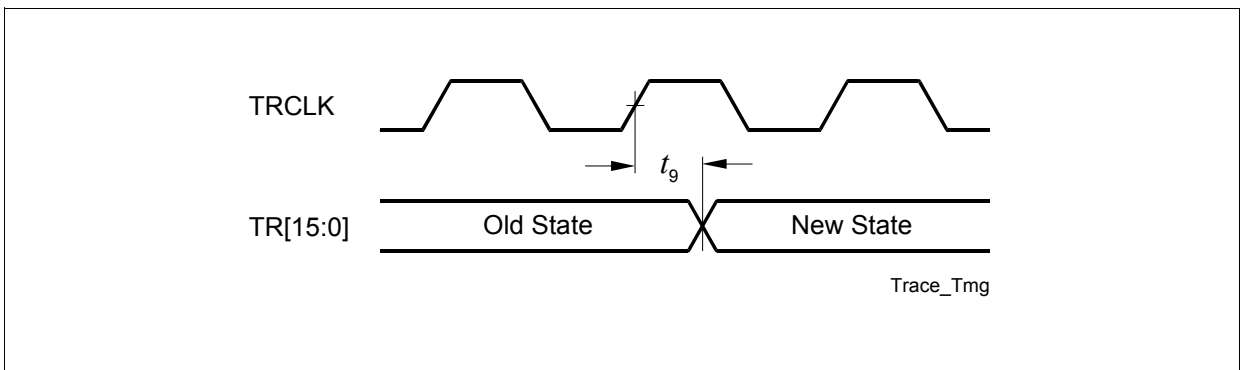 TRCLK
t9
TR[15:0] Old State New State
Trace_Tmg